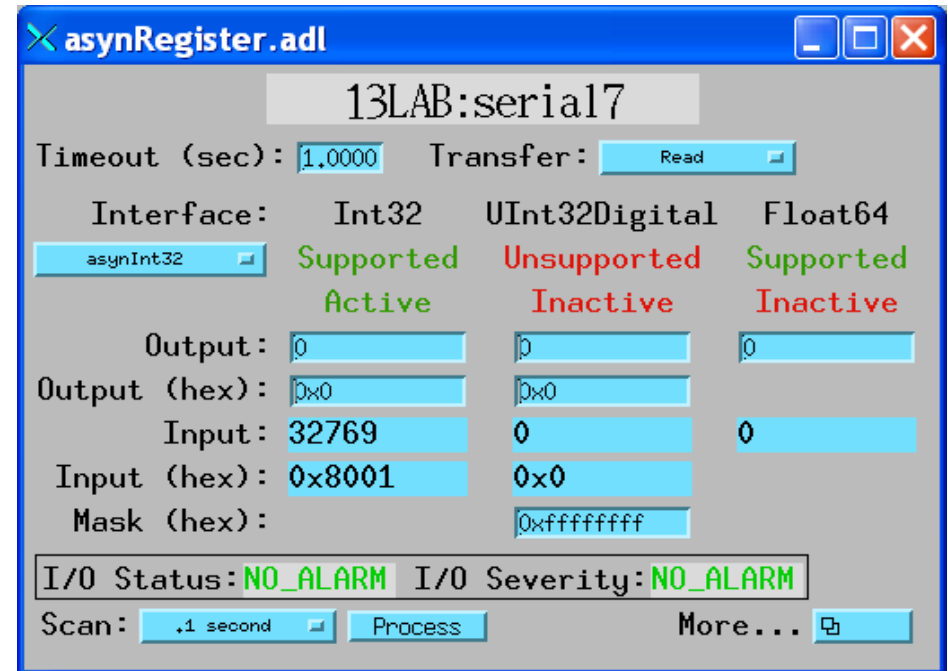 asynRegister.adl
13LAB:serial7
Timeout (sec): 1.0000 Transfer: Read
Interface: Int32 UInt32Digital Float64
asynInt32 Supported Unsupported Supported
Active Inactive Inactive
Output: 0 0 0
Output (hex): 0x0 0x0
Input: 32769 0 0
Input (hex): 0x8001 0x0
Mask (hex): 0xffffffff
I/O Status: NO_ALARM I/O Severity: NO_ALARM
Scan: .1 second Process More...